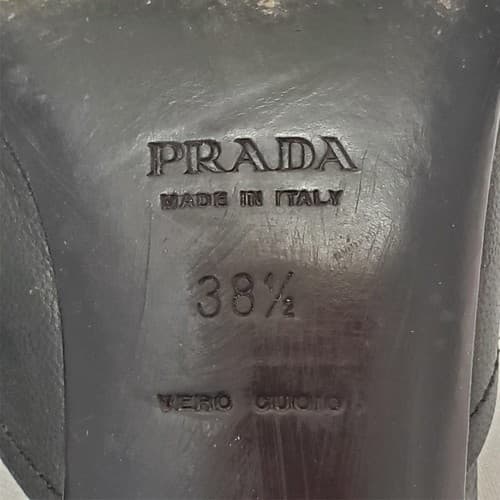 PRADA
MADE IN ITALY
38½
VERO CUOIO